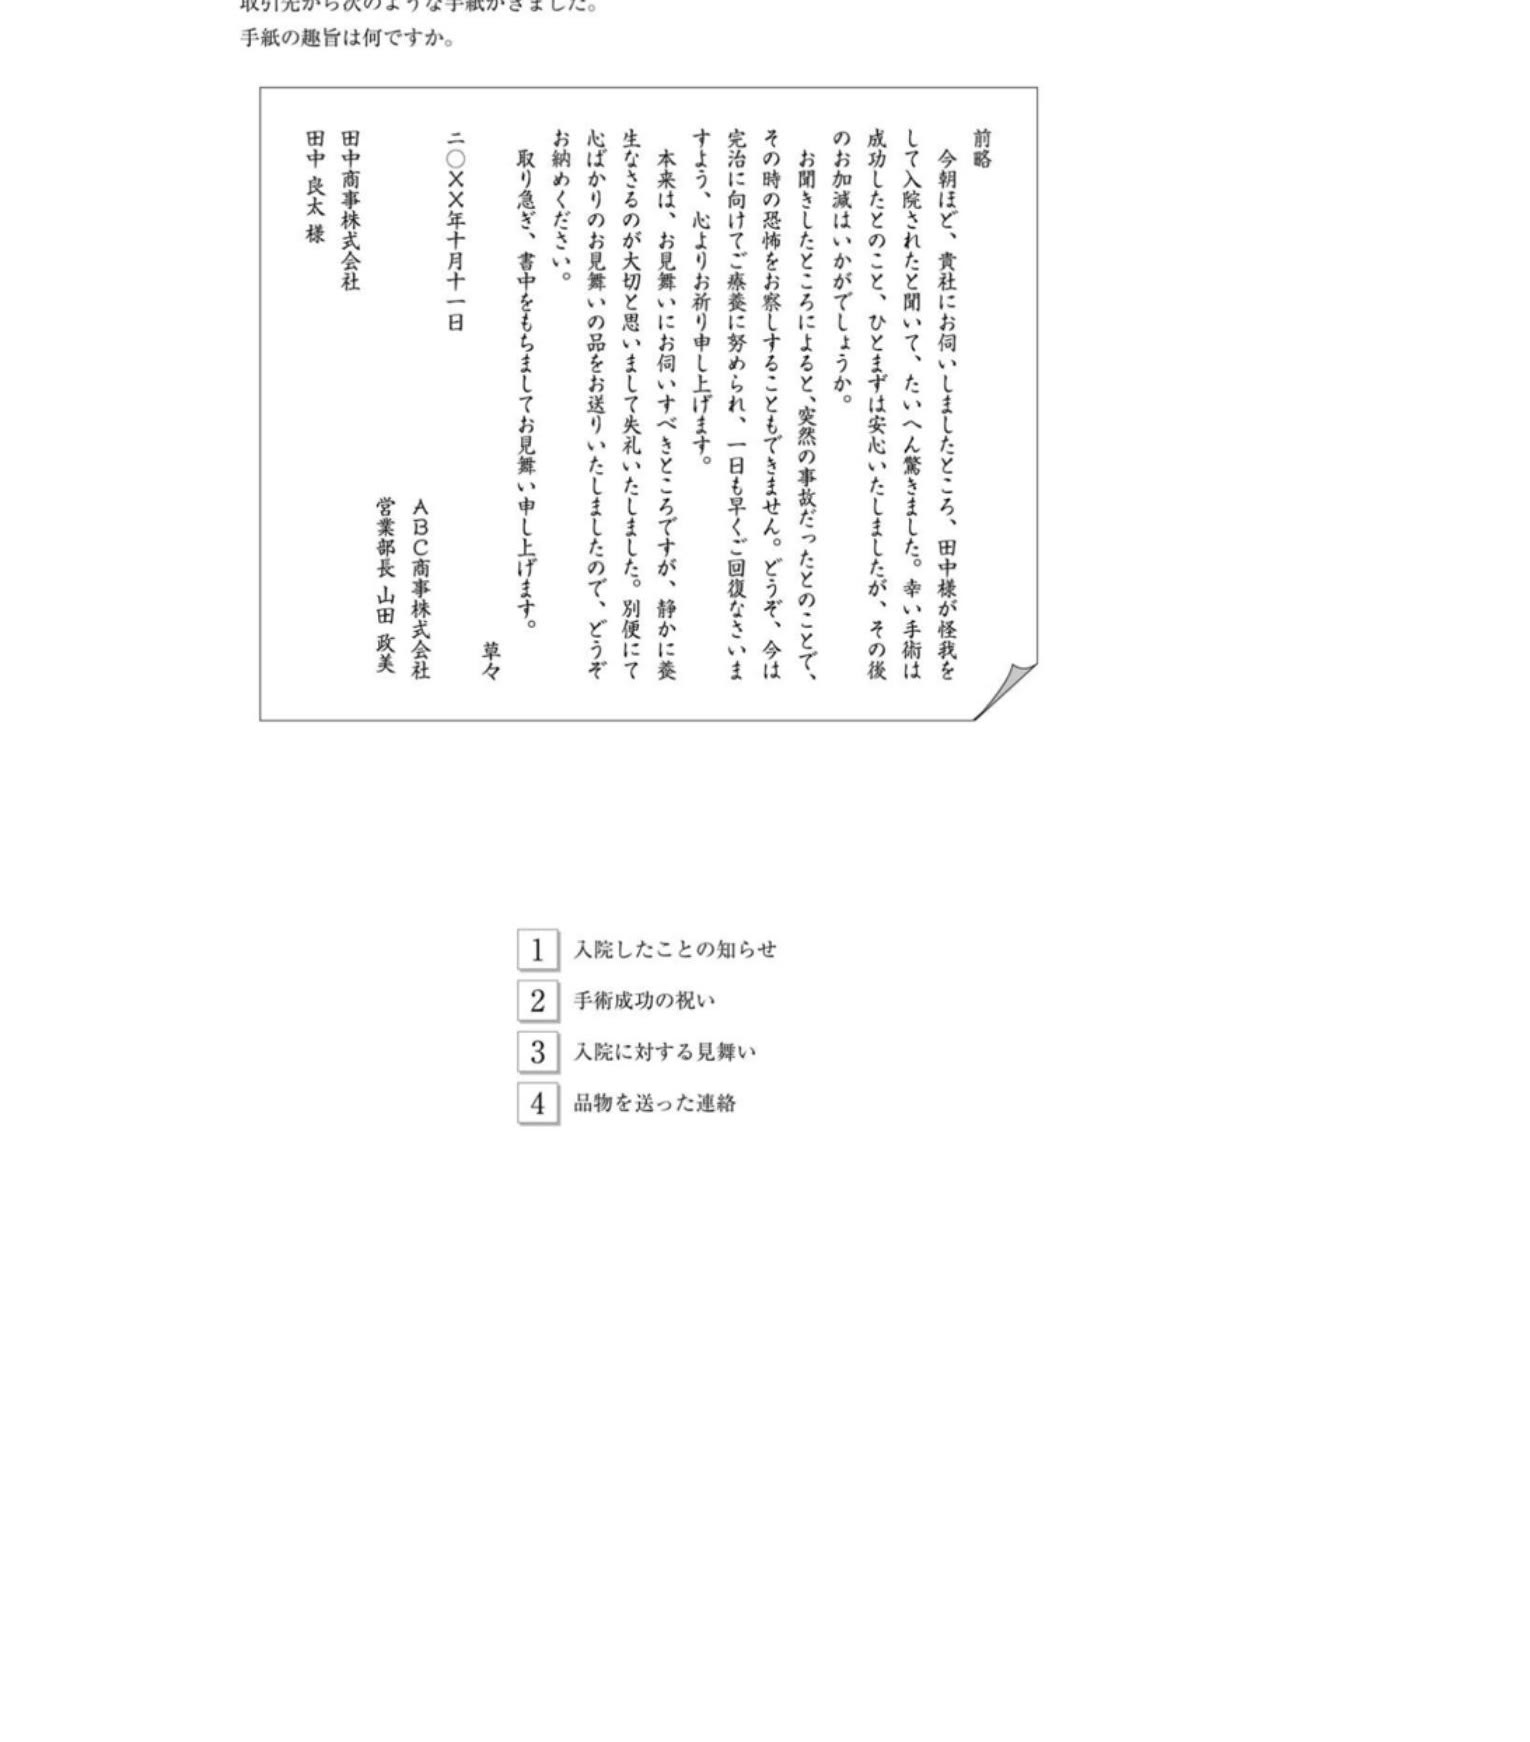 取引先から次のような手紙がきました。
手紙の趣旨は何ですか。
前略
今朝ほど、貴社にお伺いしましたところ、田中様が怪我を
して入院されたと聞いて、たいへん驚きました。幸い手術は
成功したとのこと、ひとまずは安心いたしましたが、その後
のお加減はいかがでしょうか。
お聞きしたところによると、突然の事故だったとのことで、
その時の恐怖をお察しすることもできません。どうぞ、今は
完治に向けてご療養に努められ、一日も早くご回復なさいま
すよう、心よりお祈り申し上げます。
本来は、お見舞いにお伺いすべきところですが、静かに養
生なさるのが大切と思いまして失礼いたしました。別便にて
心ばかりのお見舞いの品をお送りいたしましたので、どうぞ
お納めください。
取り急ぎ、書中をもちましてお見舞い申し上げます。
草々
二〇XX年十月十一日
ABC商事株式会社
営業部長 山田 政美
田中商事株式会社
田中 良太 様
1 入院したことの知らせ
2 手術成功の祝い
3 入院に対する見舞い
4 品物を送った連絡